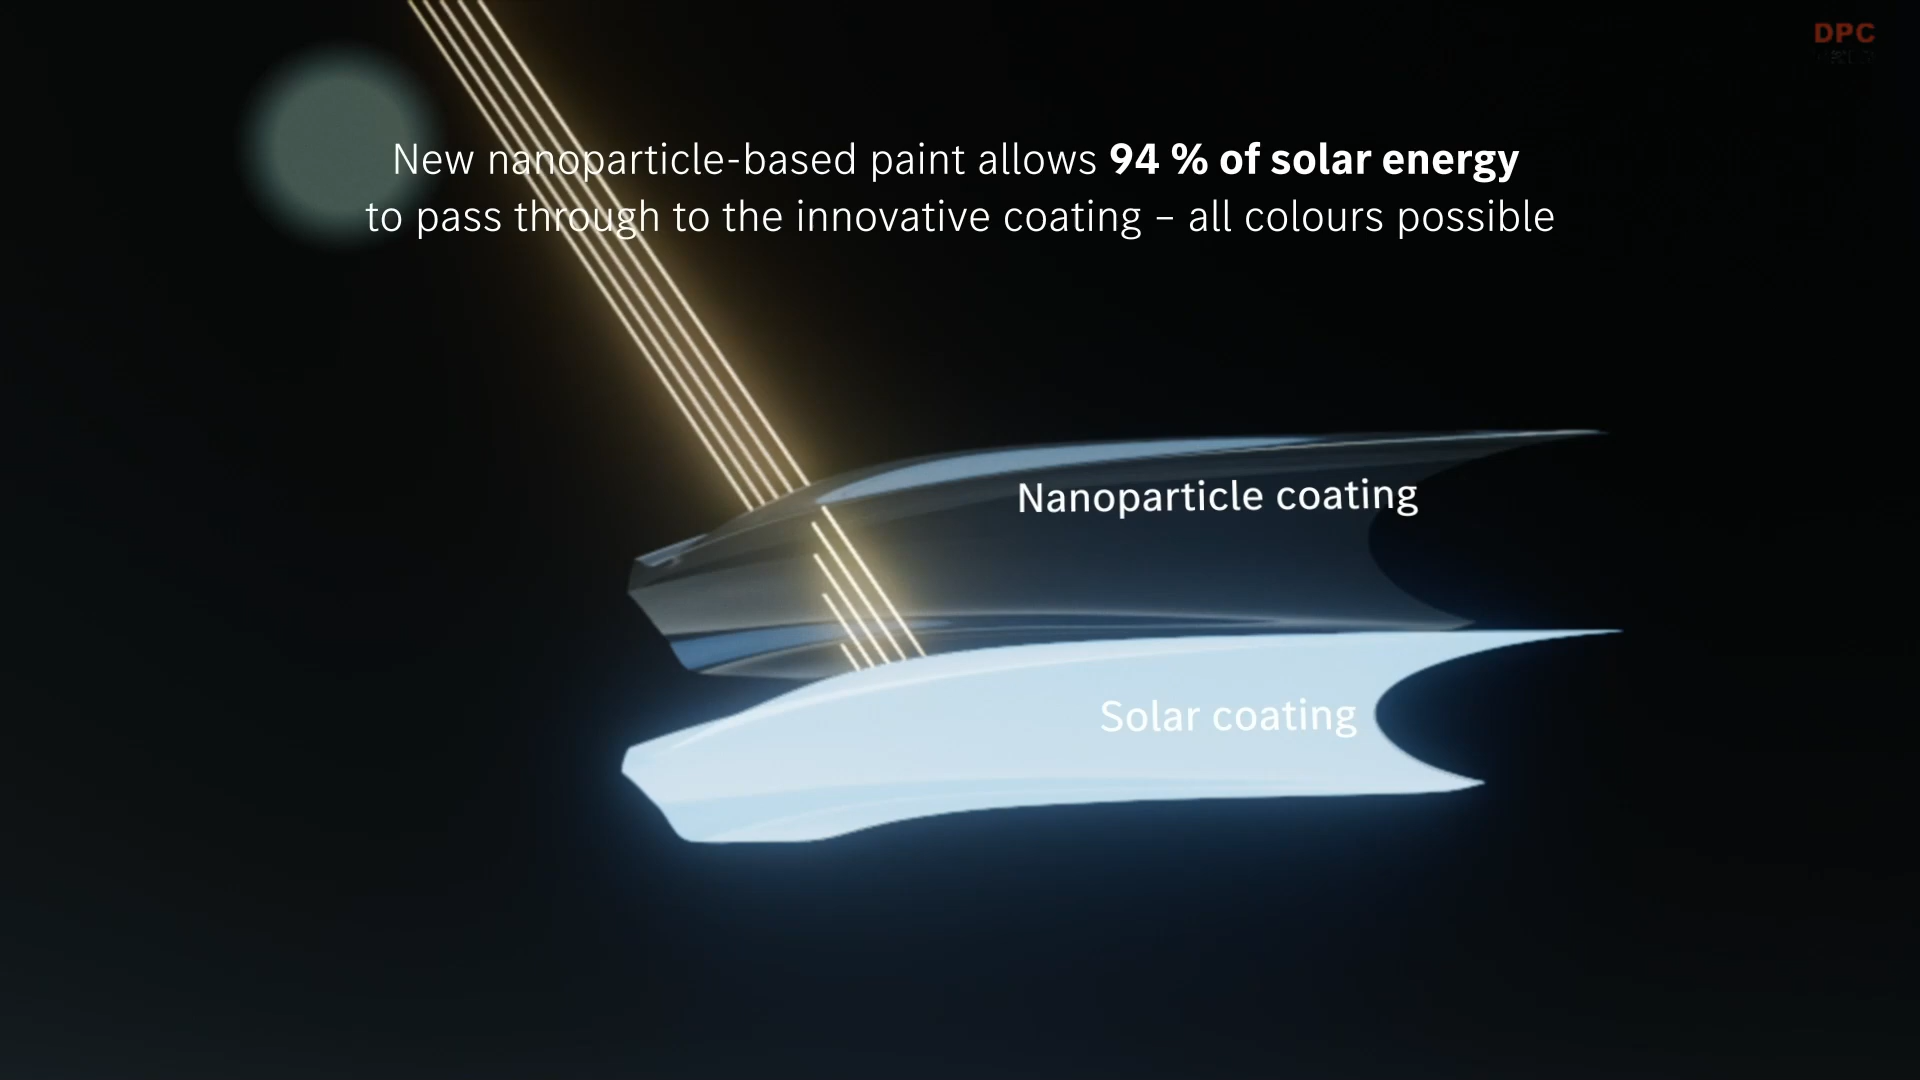 DPC
New nanoparticle-based paint allows 94 % of solar energy
to pass through to the innovative coating – all colours possible
Nanoparticle coating
Solar coating